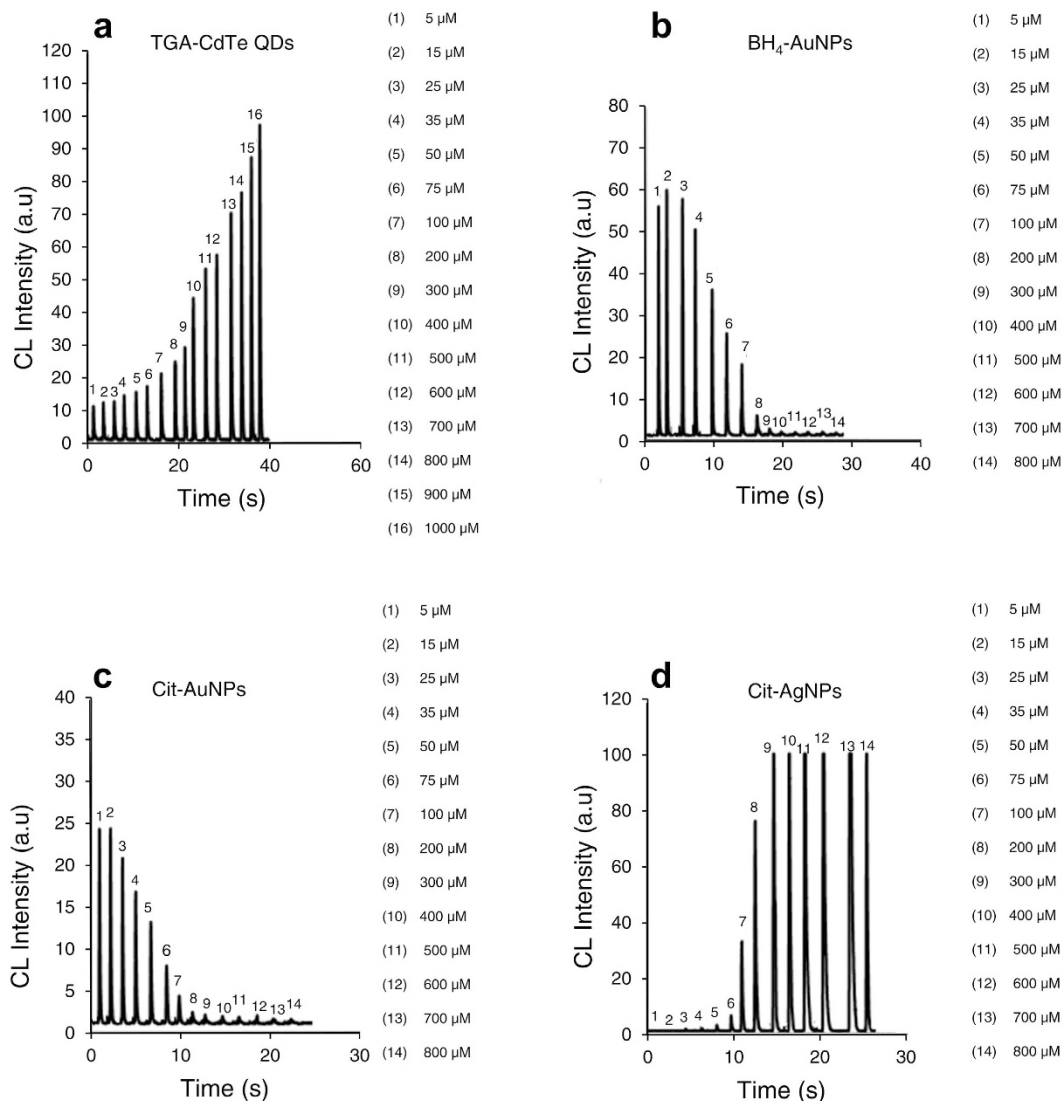 a
TGA-CdTe QDs
CL Intensity (a.u)
120
100
90
80
70
60
50
40
30
20
10
0
1
2
3
4
5
6
7
8
9
10
11
12
13
14
15
16
0
20
40
60
Time (s)
(1) 5 µM
(2) 15 µM
(3) 25 µM
(4) 35 µM
(5) 50 µM
(6) 75 µM
(7) 100 µM
(8) 200 µM
(9) 300 µM
(10) 400 µM
(11) 500 µM
(12) 600 µM
(13) 700 µM
(14) 800 µM
(15) 900 µM
(16) 1000 µM
b
BH4-AuNPs
CL Intensity (a.u)
80
70
60
50
40
30
20
10
0
1
2
3
4
5
6
7
8
9
10
11
12
13
14
0
10
20
30
40
Time (s)
(1) 5 µM
(2) 15 µM
(3) 25 µM
(4) 35 µM
(5) 50 µM
(6) 75 µM
(7) 100 µM
(8) 200 µM
(9) 300 µM
(10) 400 µM
(11) 500 µM
(12) 600 µM
(13) 700 µM
(14) 800 µM
c
Cit-AuNPs
CL Intensity (a.u)
40
35
30
25
20
15
10
5
0
1
2
3
4
5
6
7
8
9
10
11
12
13
14
0
10
20
30
Time (s)
(1) 5 µM
(2) 15 µM
(3) 25 µM
(4) 35 µM
(5) 50 µM
(6) 75 µM
(7) 100 µM
(8) 200 µM
(9) 300 µM
(10) 400 µM
(11) 500 µM
(12) 600 µM
(13) 700 µM
(14) 800 µM
d
Cit-AgNPs
CL Intensity (a.u)
120
100
80
60
40
20
0
1
2
3
4
5
6
7
8
9
10
11
12
13
14
0
10
20
30
Time (s)
(1) 5 µM
(2) 15 µM
(3) 25 µM
(4) 35 µM
(5) 50 µM
(6) 75 µM
(7) 100 µM
(8) 200 µM
(9) 300 µM
(10) 400 µM
(11) 500 µM
(12) 600 µM
(13) 700 µM
(14) 800 µM